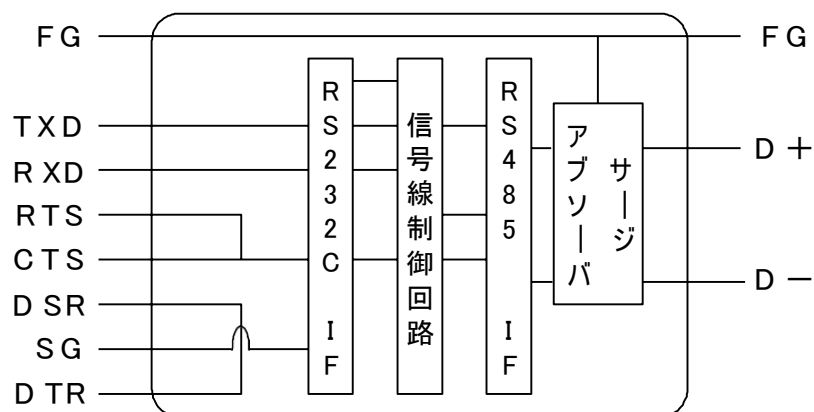 FG
TXD
RXD
RTS
CTS
DSR
SG
DTR
RS232C IF
信号線制御回路
RS485 IF
サージ
アブソーバ
FG
D＋
D－